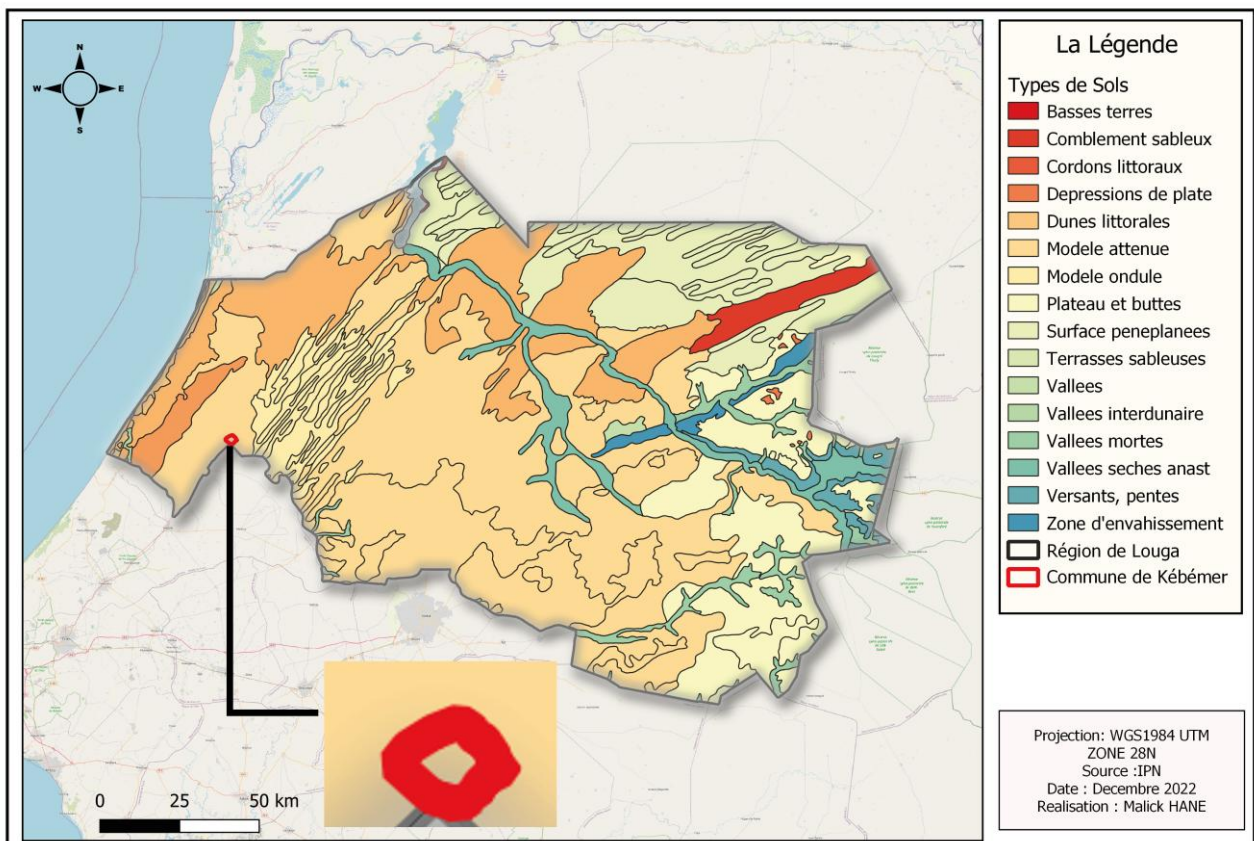 N
W
E
S
0
25
50 km
La Légende
Types de Sols
Basses terres
Comblement sableux
Cordons littoraux
Depressions de plate
Dunes littorales
Modele attenue
Modele ondule
Plateau et buttes
Surface peneplanees
Terrasses sableuses
Vallees
Vallees interdunaire
Vallees mortes
Vallees seches anast
Versants, pentes
Zone d'envahissement
Région de Louga
Commune de Kébémer
Projection: WGS1984 UTM
ZONE 28N
Source :IPN
Date : Decembre 2022
Realisation : Malick HANE